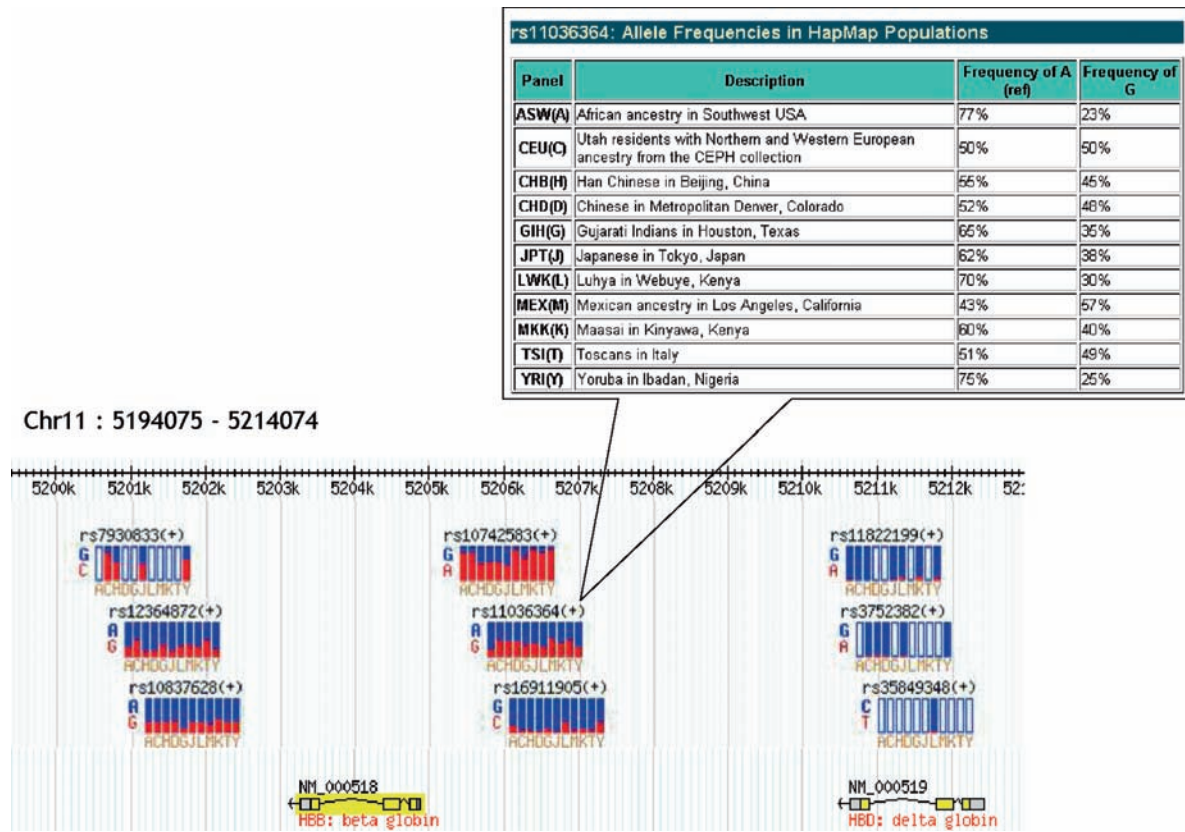 rs11036364: Allele Frequencies in HapMap Populations
Panel Description Frequency of A (ref) Frequency of G
ASW(A) African ancestry in Southwest USA 77% 23%
CEU(C) Utah residents with Northern and Western European ancestry from the CEPH collection 50% 50%
CHB(H) Han Chinese in Beijing, China 55% 45%
CHD(D) Chinese in Metropolitan Denver, Colorado 52% 48%
GIH(G) Gujarati Indians in Houston, Texas 65% 35%
JPT(J) Japanese in Tokyo, Japan 62% 38%
LWK(L) Luhya in Webuye, Kenya 70% 30%
MEX(M) Mexican ancestry in Los Angeles, California 43% 57%
MKK(K) Maasai in Kinyawa, Kenya 60% 40%
TSI(T) Toscans in Italy 51% 49%
YRI(Y) Yoruba in Ibadan, Nigeria 75% 25%
Chr11 : 5194075 - 5214074
5200k 5201k 5202k 5203k 5204k 5205k 5206k 5207k 5208k 5209k 5210k 5211k 5212k
rs7930833(+) rs10742583(+) rs11822199(+)
G G G
C A A
ACHDGJLMKTY ACHDGJLMKTY ACHDGJLMKTY
rs12364872(+) rs11036364(+) rs3752382(+)
A A G
G G A
ACHDGJLMKTY ACHDGJLMKTY ACHDGJLMKTY
rs10837628(+) rs16911905(+) rs35849348(+)
A G C
G C T
ACHDGJLMKTY ACHDGJLMKTY ACHDGJLMKTY
NM_000518 NM_000519
HBB: beta globin HBD: delta globin